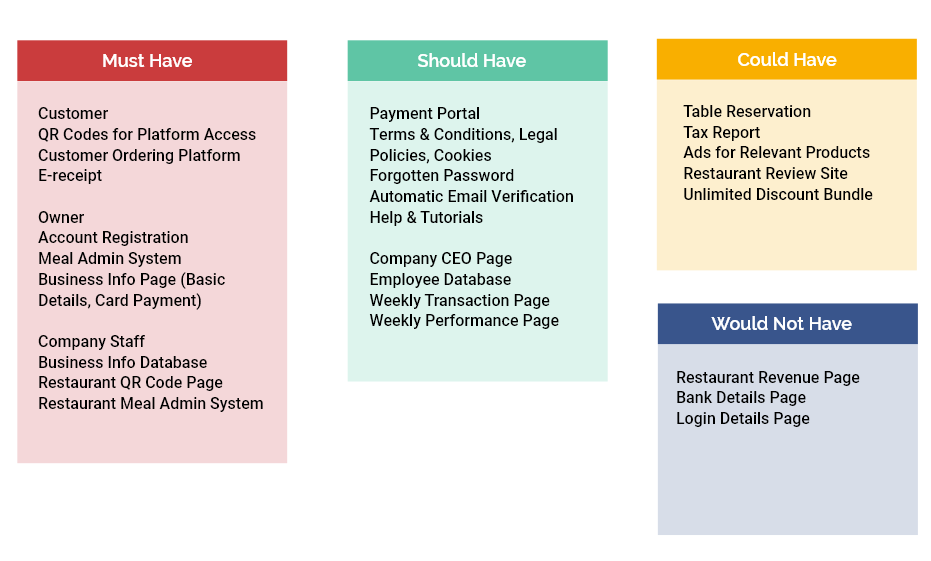 Must Have
Customer
QR Codes for Platform Access
Customer Ordering Platform
E-receipt
Owner
Account Registration
Meal Admin System
Business Info Page (Basic
Details, Card Payment)
Company Staff
Business Info Database
Restaurant QR Code Page
Restaurant Meal Admin System
Should Have
Payment Portal
Terms & Conditions, Legal
Policies, Cookies
Forgotten Password
Automatic Email Verification
Help & Tutorials
Company CEO Page
Employee Database
Weekly Transaction Page
Weekly Performance Page
Could Have
Table Reservation
Tax Report
Ads for Relevant Products
Restaurant Review Site
Unlimited Discount Bundle
Would Not Have
Restaurant Revenue Page
Bank Details Page
Login Details Page